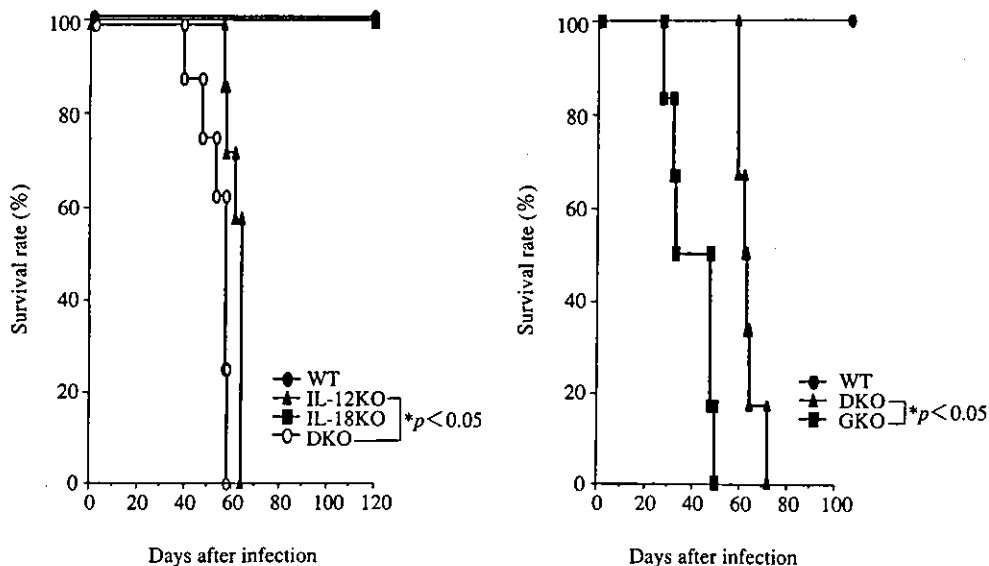 100
80
60
40
20
0
Survival rate (%)
WT
IL-12KO
IL-18KO
DKO
*p<0.05
0 20 40 60 80 100 120
Days after infection
100
80
60
40
20
0
Survival rate (%)
WT
DKO
GKO
*p<0.05
0 20 40 60 80 100
Days after infection